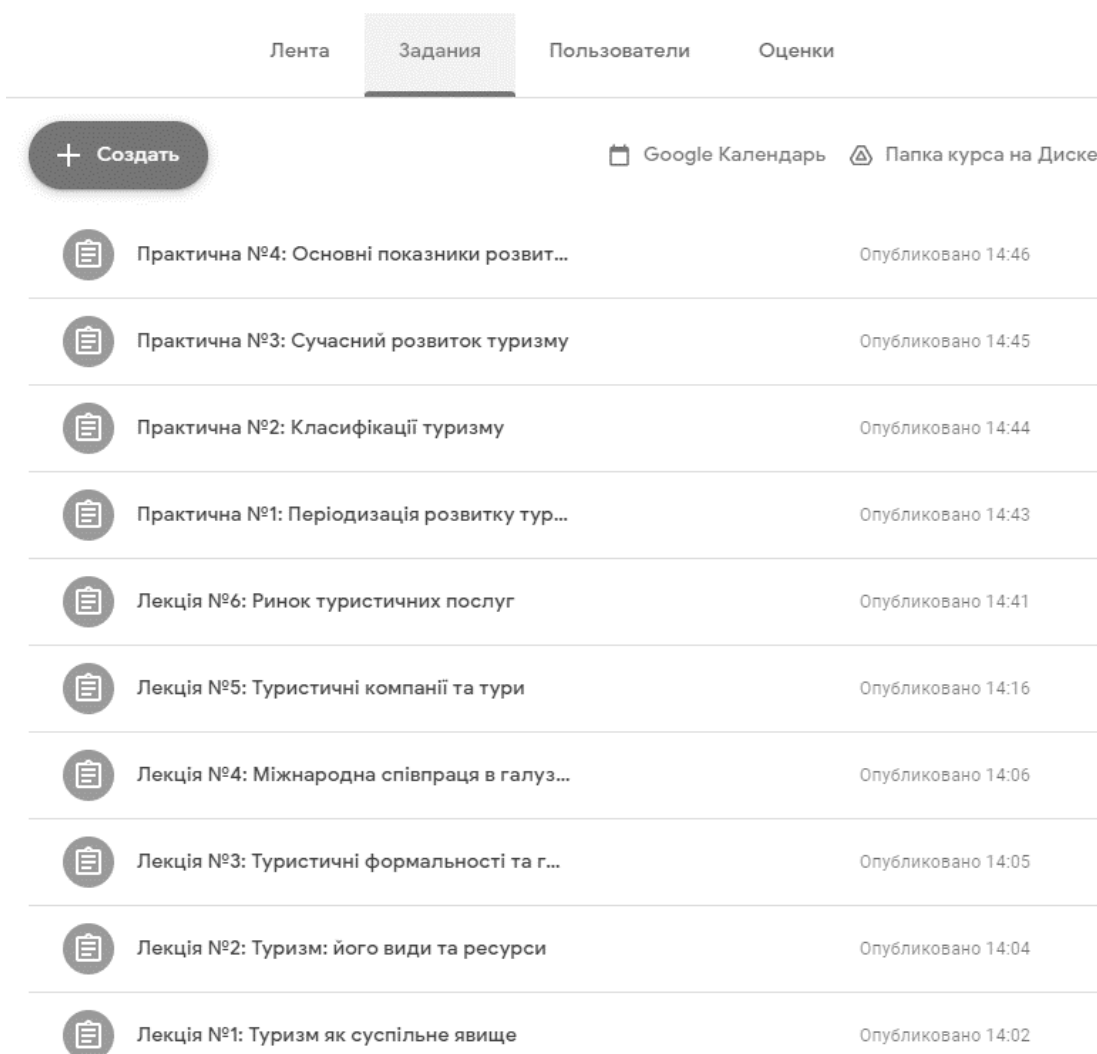 Лента Задания Пользователи Оценки
Создать Google Календарь Папка курса на Диске
Практична №4: Основні показники розвит... Опубликовано 14:46
Практична №3: Сучасний розвиток туризму Опубликовано 14:45
Практична №2: Класифікації туризму Опубликовано 14:44
Практична №1: Періодизація розвитку тур... Опубликовано 14:43
Лекція №6: Ринок туристичних послуг Опубликовано 14:41
Лекція №5: Туристичні компанії та тури Опубликовано 14:16
Лекція №4: Міжнародна співпраця в галуз... Опубликовано 14:06
Лекція №3: Туристичні формальності та г... Опубликовано 14:05
Лекція №2: Туризм: його види та ресурси Опубликовано 14:04
Лекція №1: Туризм як суспільне явище Опубликовано 14:02